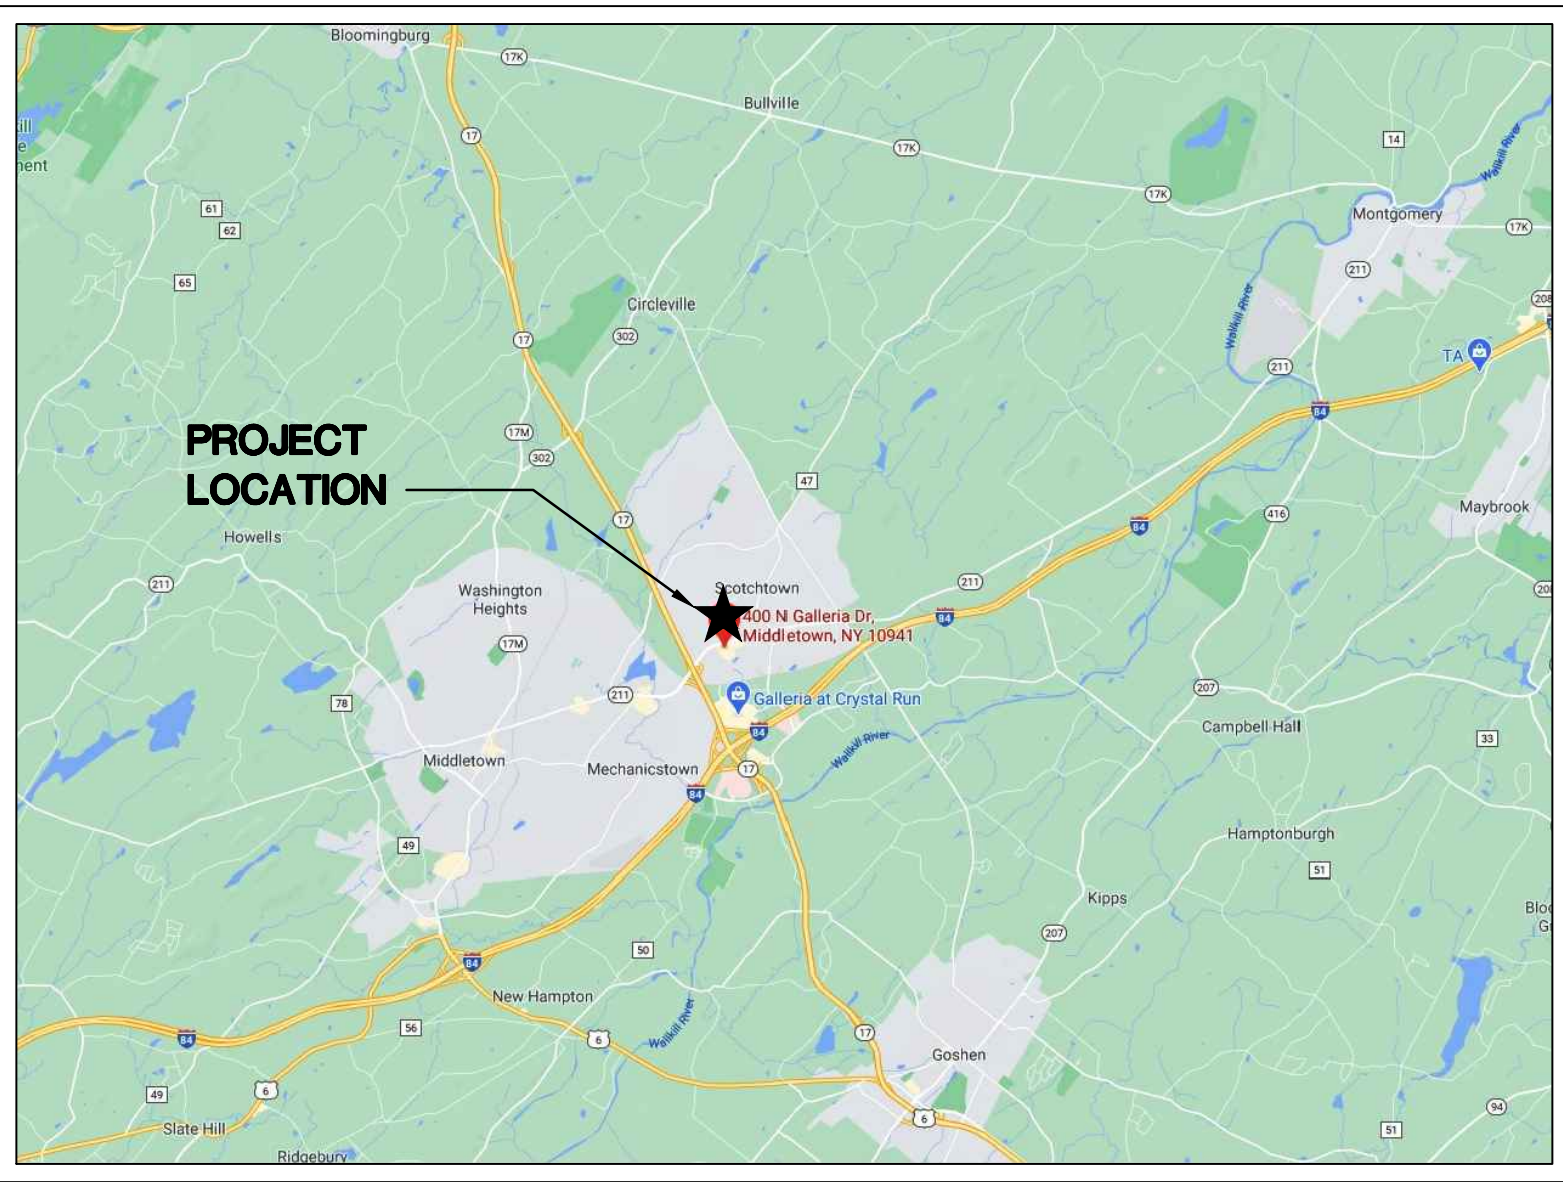 Bloomingburg
17K
Bullville
17
17K
14
Wallkill River
ent
61
62
17K
Montgomery
17K
65
211
Circleville
208
Wallkill River
17
302
TA
211
84
PROJECT
LOCATION
17M
302
47
Maybrook
17
416
84
Howells
211
Washington
Heights
Scotchtown
211
400 N Galleria Dr,
Middletown, NY 10941
84
17M
211
207
78
Galleria at Crystal Run
Campbell Hall
84
Wallkill River
33
Middletown
Mechanicstown
17
84
Hamptonburgh
49
51
Kipps
207
50
84
New Hampton
Wallkill River
56
84
6
17
Goshen
49
6
94
6
Slate Hill
51
Ridgebury